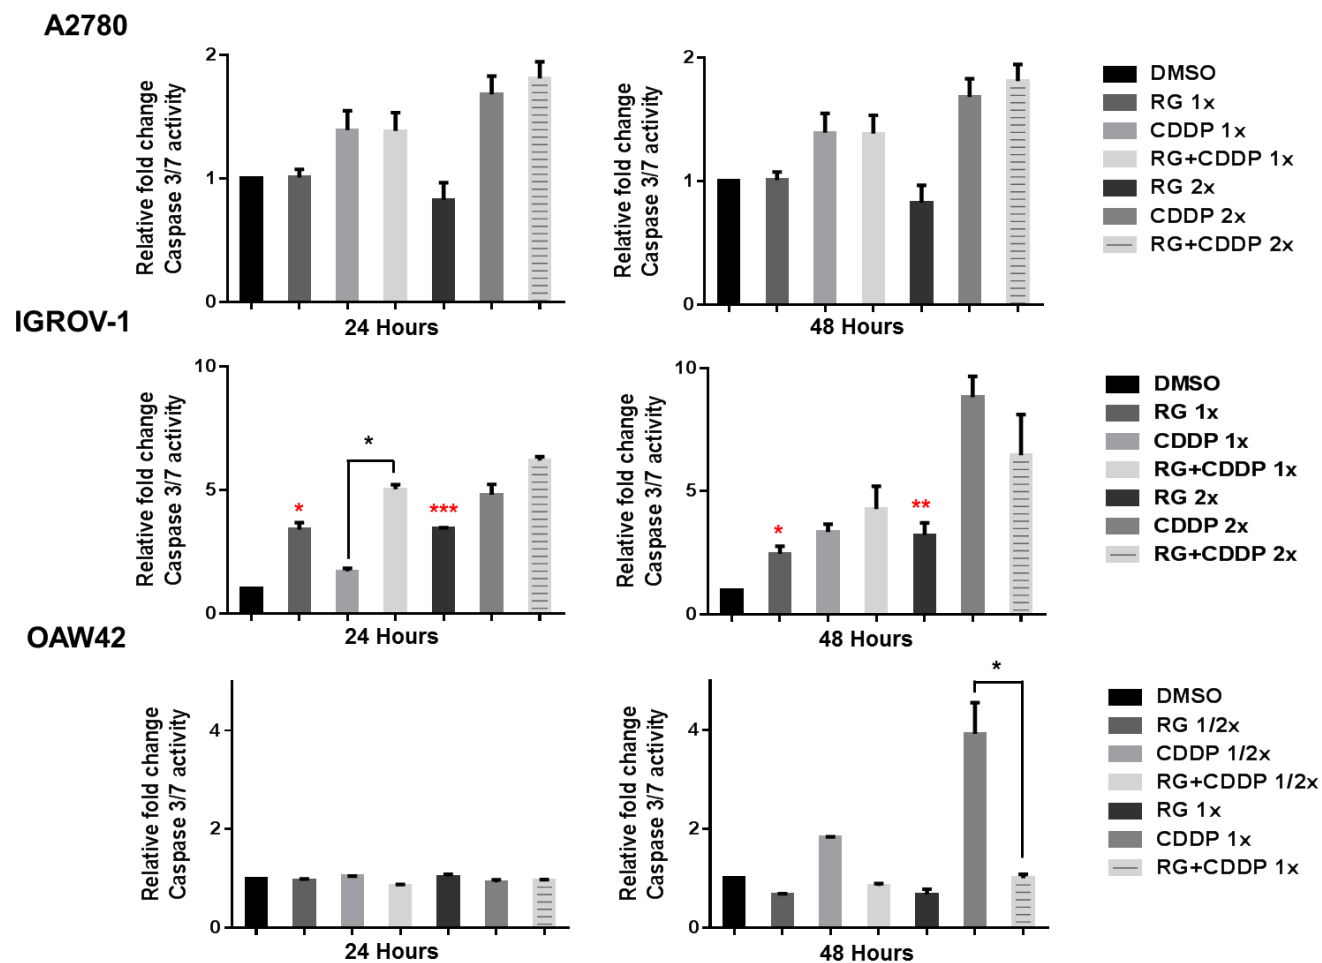 A2780
Relative fold change
Caspase 3/7 activity
2
1
0
24 Hours
Relative fold change
Caspase 3/7 activity
2
1
0
48 Hours
DMSO
RG 1x
CDDP 1x
RG+CDDP 1x
RG 2x
CDDP 2x
RG+CDDP 2x
IGROV-1
Relative fold change
Caspase 3/7 activity
10
5
0
*
*
***
24 Hours
Relative fold change
Caspase 3/7 activity
10
5
0
*
**
48 Hours
DMSO
RG 1x
CDDP 1x
RG+CDDP 1x
RG 2x
CDDP 2x
RG+CDDP 2x
OAW42
Relative fold change
Caspase 3/7 activity
4
2
0
24 Hours
Relative fold change
Caspase 3/7 activity
4
2
0
*
48 Hours
DMSO
RG 1/2x
CDDP 1/2x
RG+CDDP 1/2x
RG 1x
CDDP 1x
RG+CDDP 1x